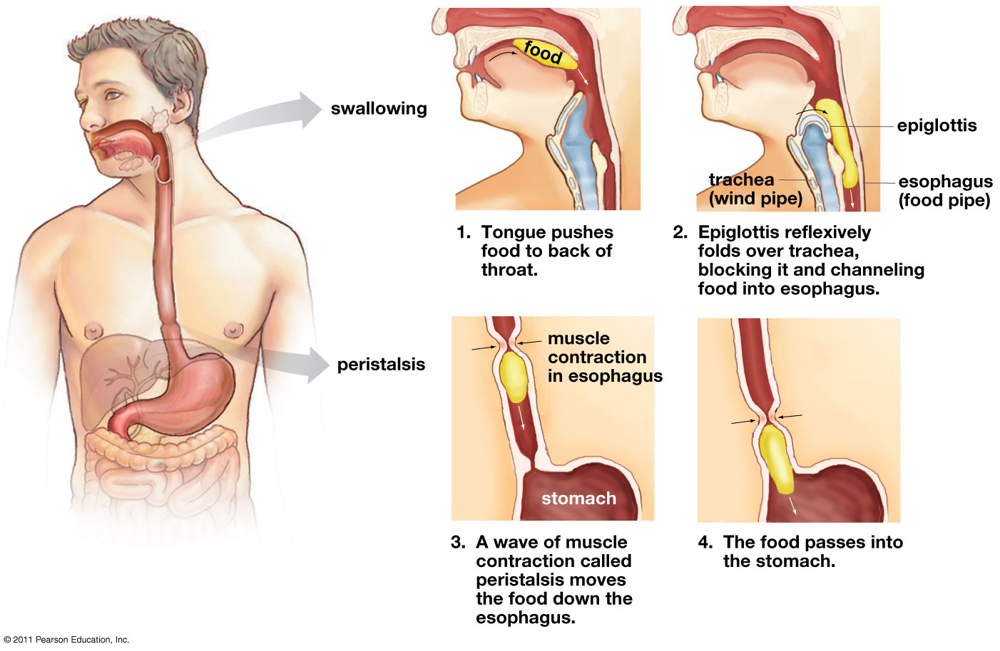 food
swallowing
epiglottis
trachea
(wind pipe)
esophagus
(food pipe)
1. Tongue pushes
food to back of
throat.
2. Epiglottis reflexively
folds over trachea,
blocking it and channeling
food into esophagus.
peristalsis
muscle
contraction
in esophagus
stomach
3. A wave of muscle
contraction called
peristalsis moves
the food down the
esophagus.
4. The food passes into
the stomach.
© 2011 Pearson Education, Inc.